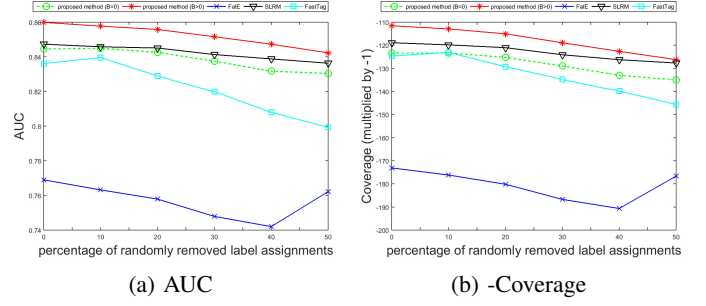 proposed method (B=0) proposed method (B>0) FalE SLRM FastTag
0.86
0.84
0.82
0.8
0.78
0.76
0.74
AUC
0 10 20 30 40 50
percentage of randomly removed label assignments
(a) AUC
proposed method (B=0) proposed method (B>0) FalE SLRM FastTag
-110
-120
-130
-140
-150
-160
-170
-180
-190
-200
Coverage (multiplied by -1)
0 10 20 30 40 50
percentage of randomly removed label assignments
(b) -Coverage